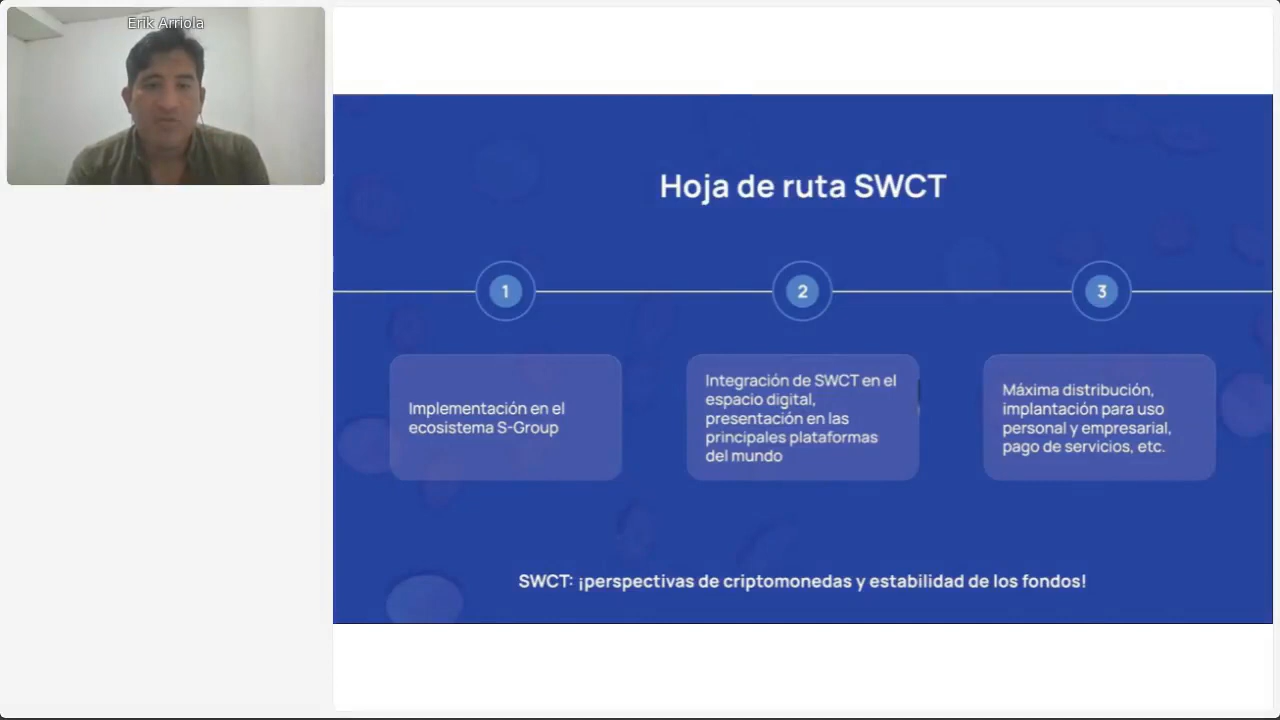 Erik Arriola
Hoja de ruta SWCT
1
2
3
Implementación en el
ecosistema S-Group
Integración de SWCT en el
espacio digital,
presentación en las
principales plataformas
del mundo
Máxima distribución,
implantación para uso
personal y empresarial,
pago de servicios, etc.
SWCT: ¡perspectivas de criptomonedas y estabilidad de los fondos!